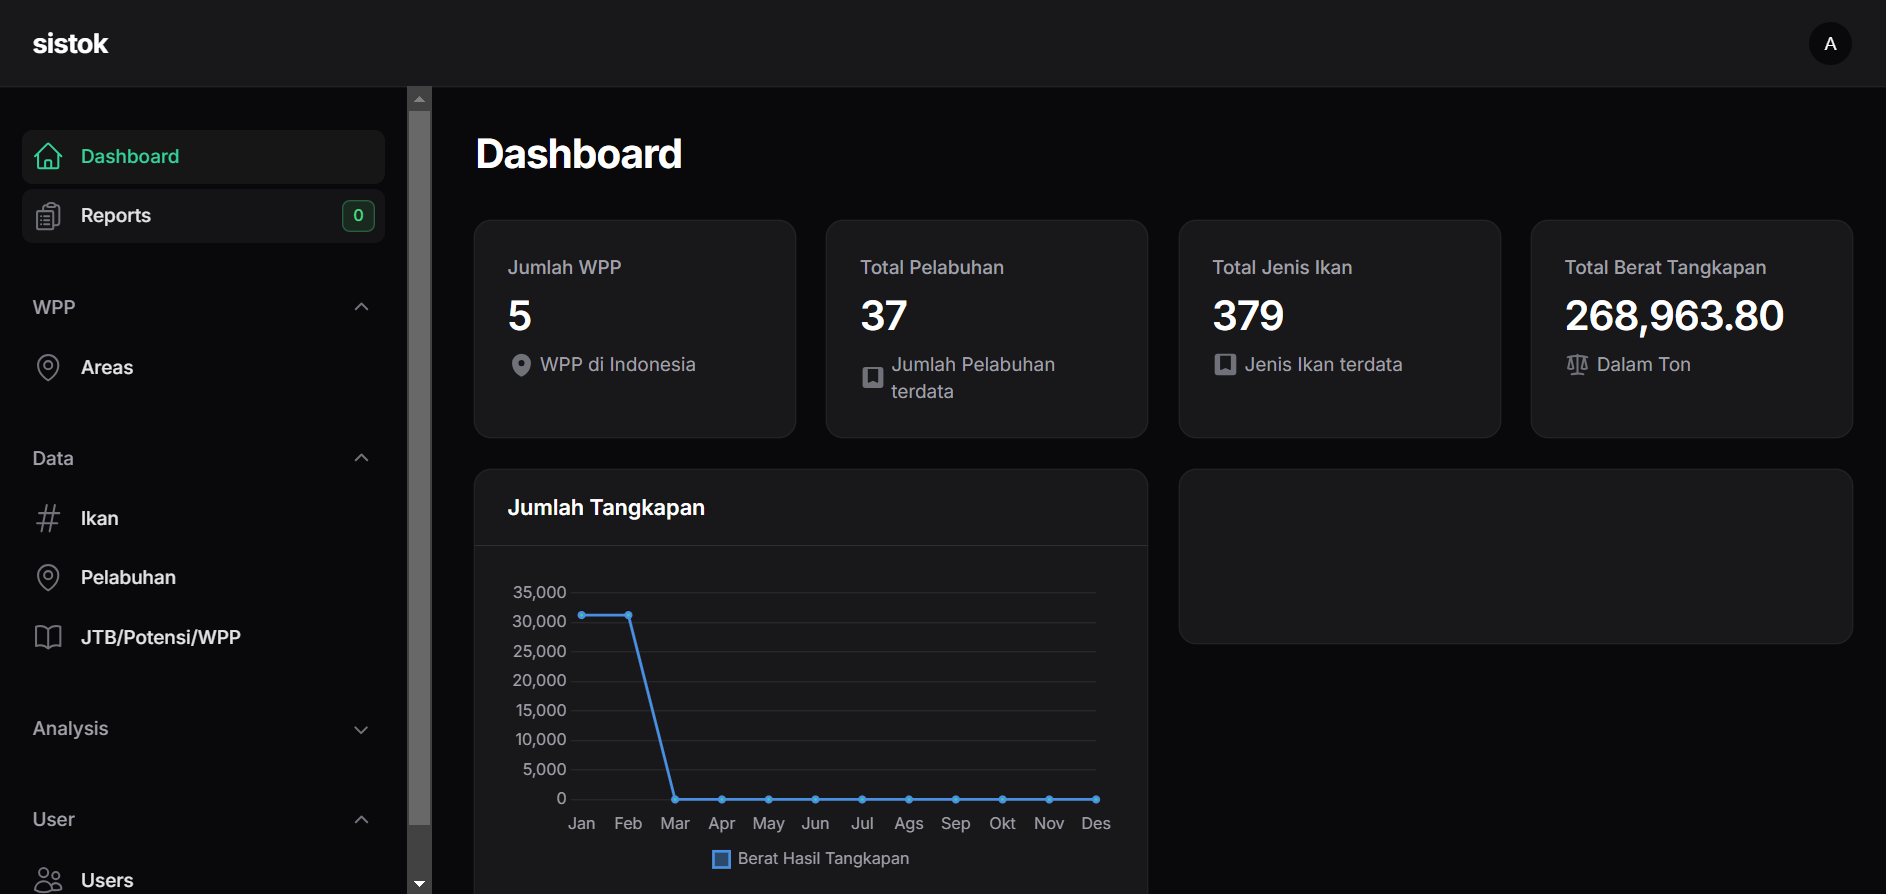 sistok
A
Dashboard
Reports
0
WPP
Areas
Data
Ikan
Pelabuhan
JTB/Potensi/WPP
Analysis
User
Users
Dashboard
Jumlah WPP
5
WPP di Indonesia
Total Pelabuhan
37
Jumlah Pelabuhan
terdata
Total Jenis Ikan
379
Jenis Ikan terdata
Total Berat Tangkapan
268,963.80
Dalam Ton
Jumlah Tangkapan
35,000
30,000
25,000
20,000
15,000
10,000
5,000
0
Jan Feb Mar Apr May Jun Jul Ags Sep Okt Nov Des
Berat Hasil Tangkapan